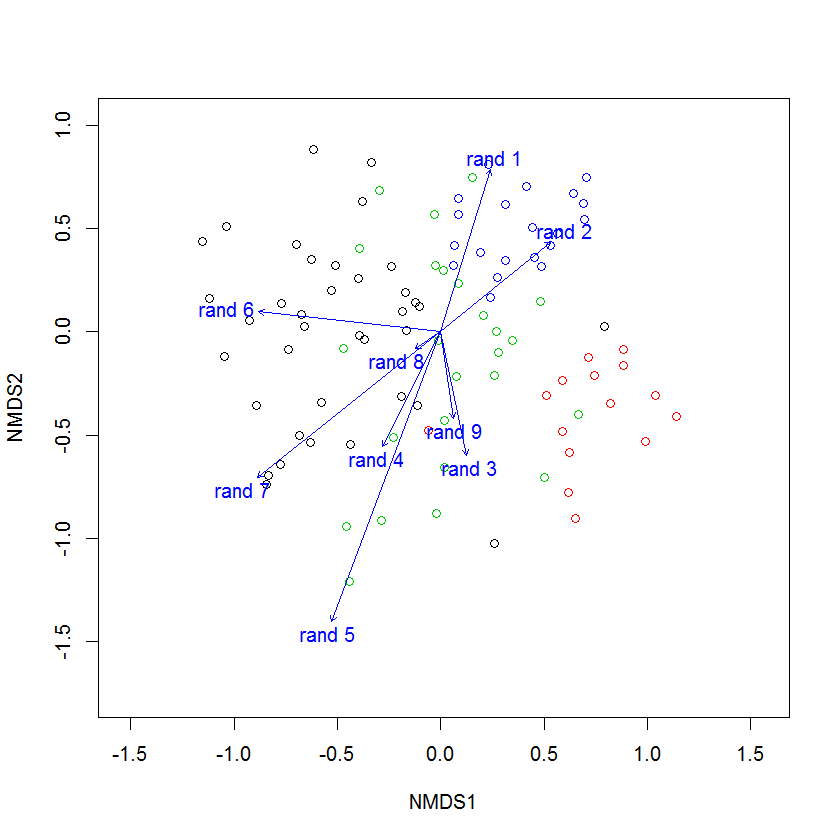 1.0
0.5
0.0
-0.5
-1.0
-1.5
NMDS2
rand 1
rand 2
rand 6
rand 8
rand 9
rand 4
rand 3
rand 7
rand 5
-1.5 -1.0 -0.5 0.0 0.5 1.0 1.5
NMDS1